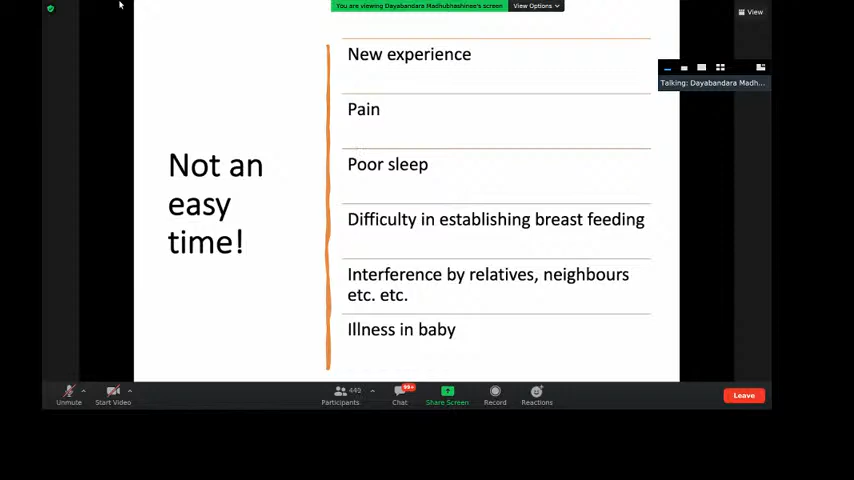 You are viewing Dayabandara Madhubhashinee's screen
View Options
View
Talking: Dayabandara Madh...
Not an
easy
time!
New experience
Pain
Poor sleep
Difficulty in establishing breast feeding
Interference by relatives, neighbours
etc. etc.
Illness in baby
Unmute
Start Video
440
Participants
99+
Chat
Share Screen
Record
Reactions
Leave